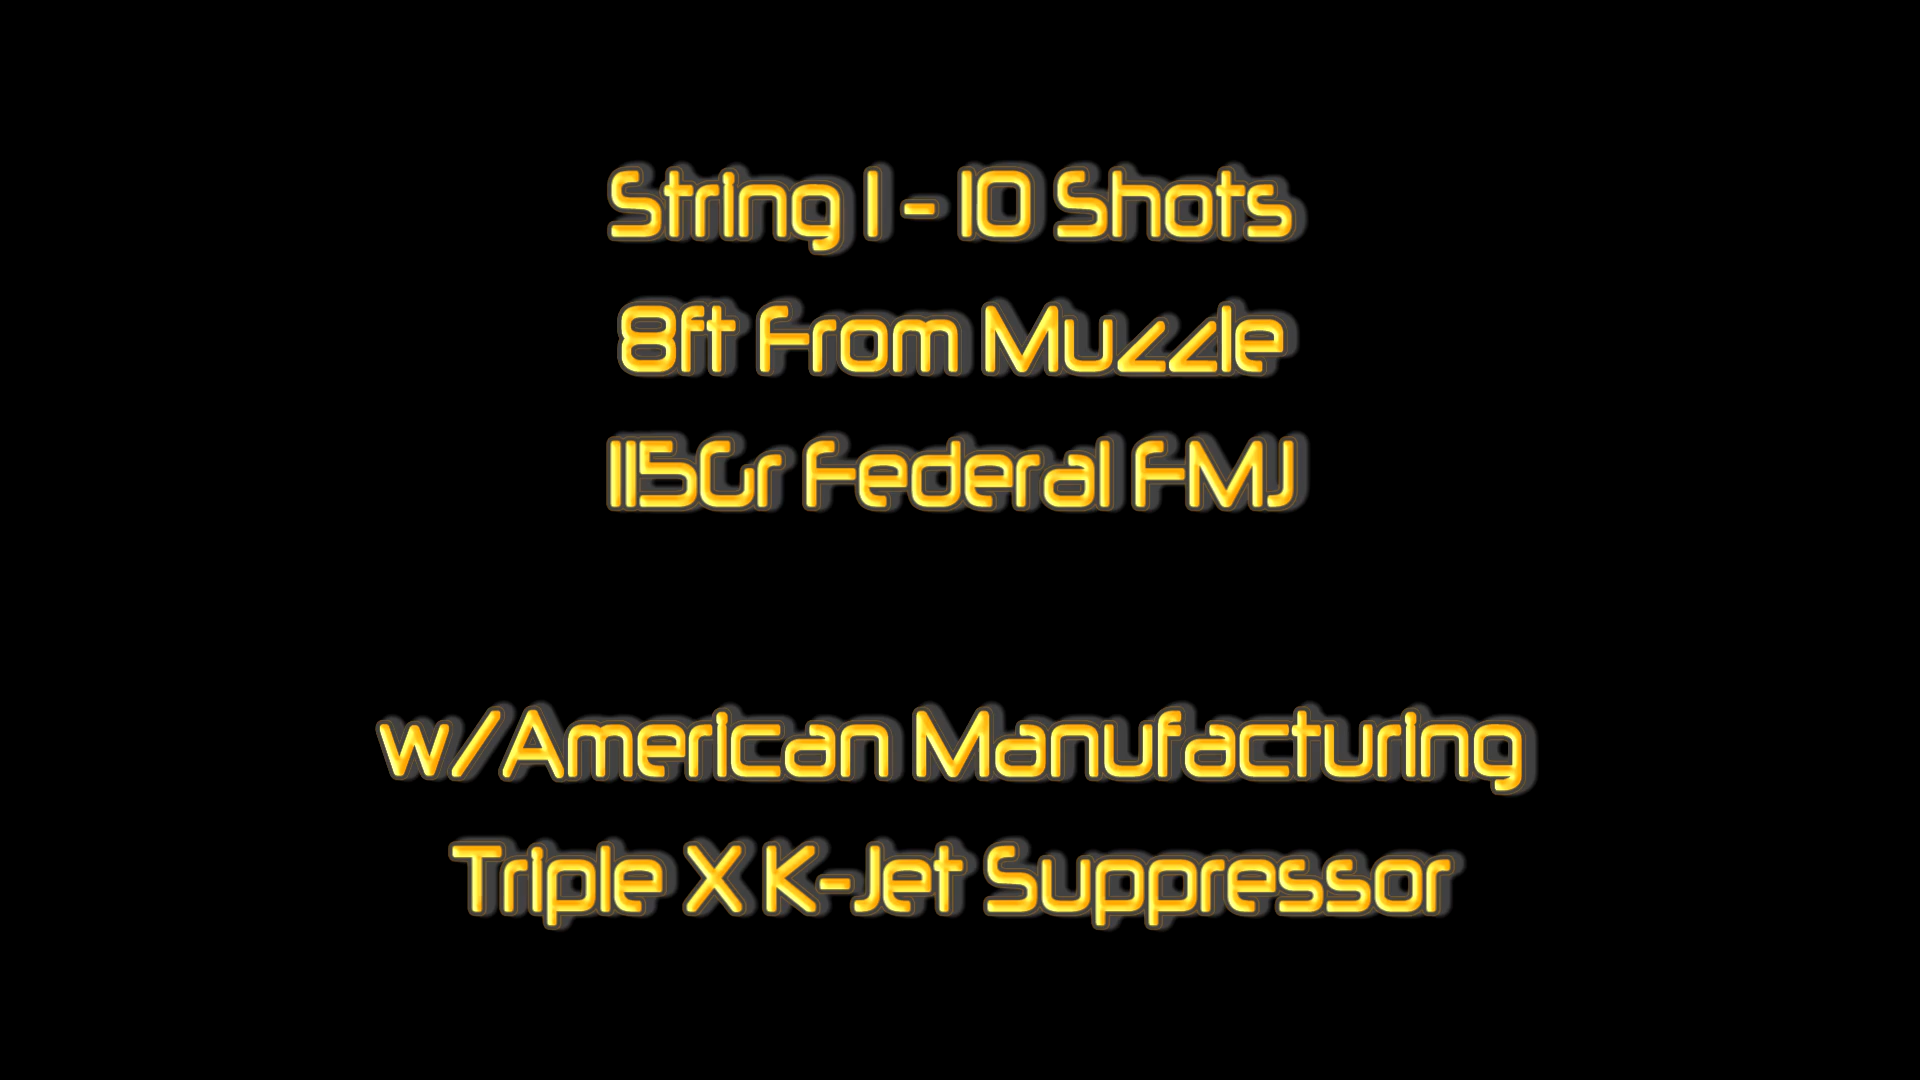 String 1 - 10 Shots
8ft From Muzzle
115Gr Federal FMJ
w/American Manufacturing
Triple X K-Jet Suppressor